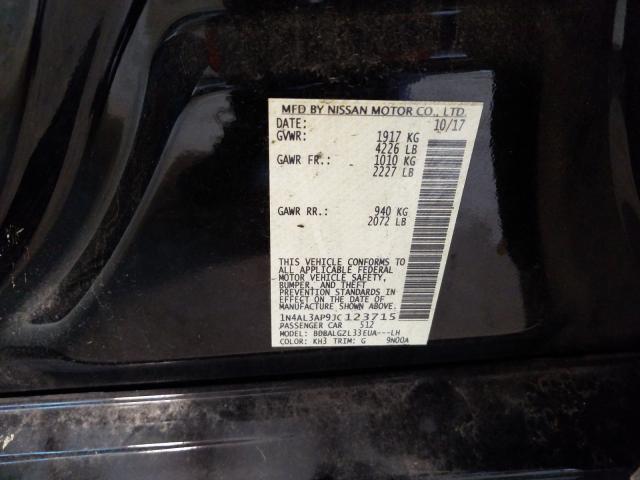 MFD BY NISSAN MOTOR CO., LTD.
DATE: 10/17
GVWR: 1917 KG
4226 LB
GAWR FR.: 1010 KG
2227 LB
GAWR RR.: 940 KG
2072 LB
THIS VEHICLE CONFORMS TO
ALL APPLICABLE FEDERAL
MOTOR VEHICLE SAFETY,
BUMPER, AND THEFT
PREVENTION STANDARDS IN
EFFECT ON THE DATE OF
MANUFACTURE SHOWN ABOVE.
1N4AL3AP9JC123715
PASSENGER CAR 512
MODEL: BDBALGZL33EUA---LH
COLOR: KH3 TRIM: G 9N00A